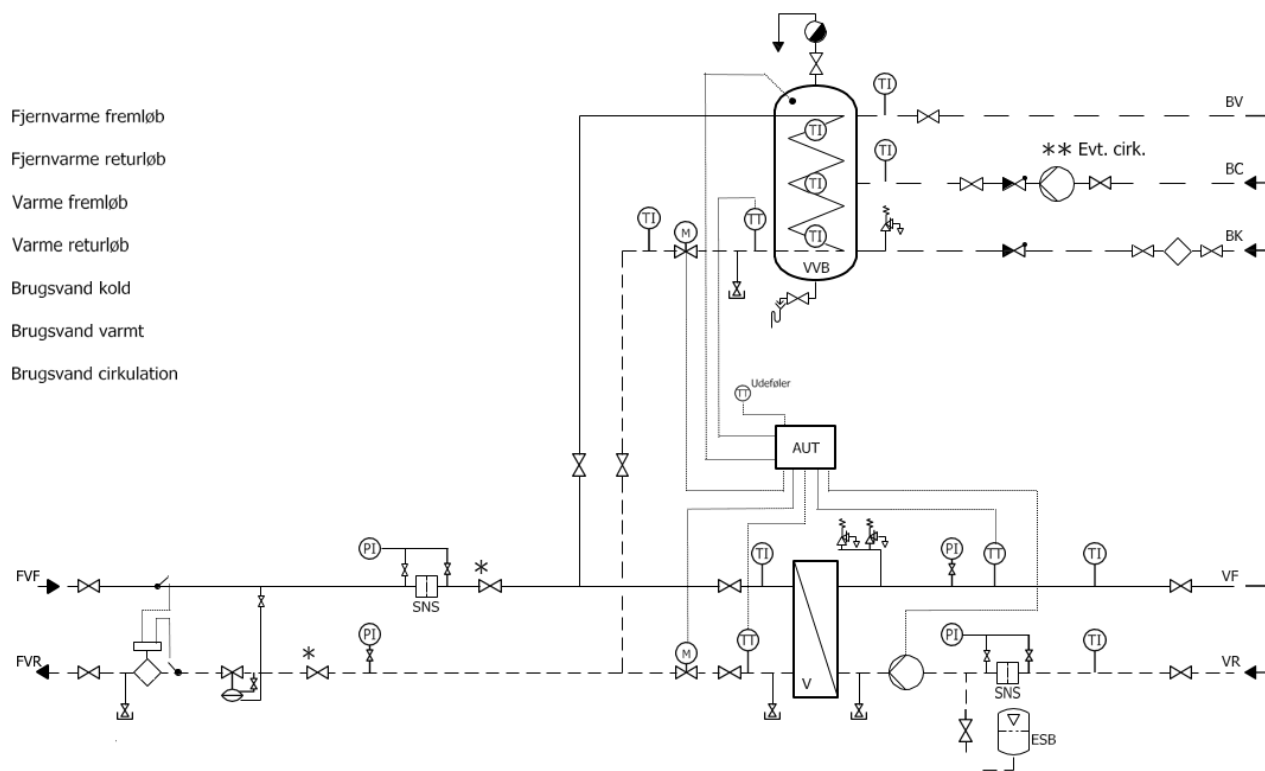 Fjernvarme fremløb
Fjernvarme returløb
Varme fremløb
Varme returløb
Brugsvand kold
Brugsvand varmt
Brugsvand cirkulation
TI
BV
TI
** Evt. cirk.
TI
BC
TI
TI
TT
M
TI
BK
VVB
TT Udeføler
AUT
PI
*
TI
PI
TT
TI
FVF
SNS
VF
PI
*
M
TT
PI
TI
FVR
V
SNS
VR
ESB